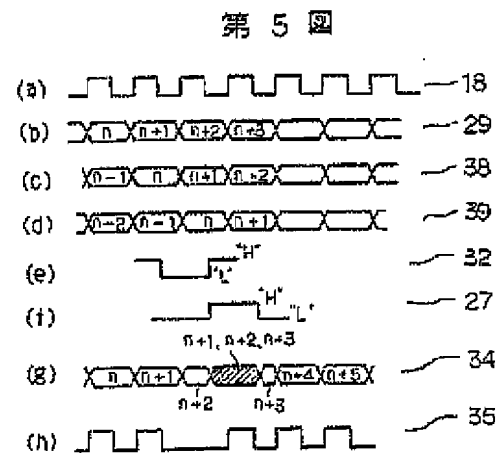 第 5 図
(a) 18
(b) n n+1 n+2 n+3 29
(c) n-1 n n+1 n+2 38
(d) n-2 n-1 n n+1 39
(e) "L" "H" 32
(f) "H" "L" 27
n+1, n+2, n+3
(g) n n+1 n+4 n+5 34
n+2 n+3
(h) 35